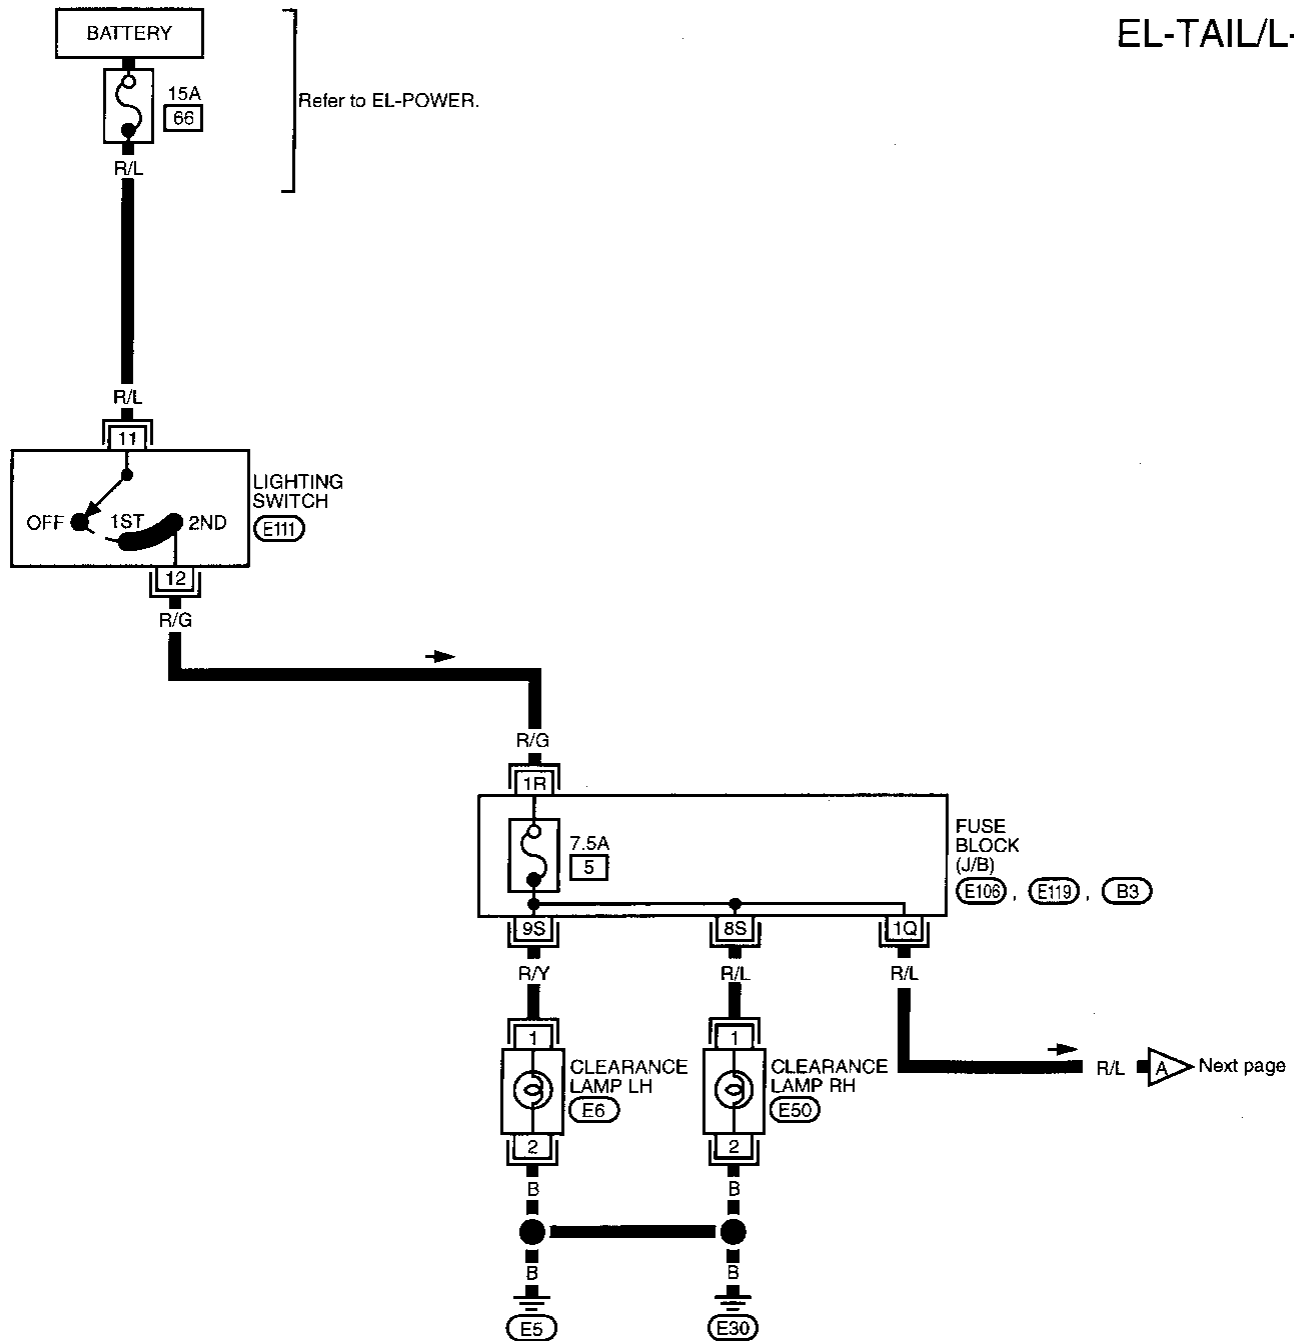 EL-TAIL/L-
BATTERY
15A
66
Refer to EL-POWER.
R/L
R/L
11
LIGHTING
SWITCH
E111
OFF 1ST 2ND
12
R/G
R/G
1R
7.5A
5
FUSE
BLOCK
(J/B)
E106 , E119 , B3
9S 8S 1Q
R/Y R/L R/L
1 1
CLEARANCE
LAMP LH
E6
CLEARANCE
LAMP RH
E50
R/L A Next page
2 2
B B
B B
E5 E30